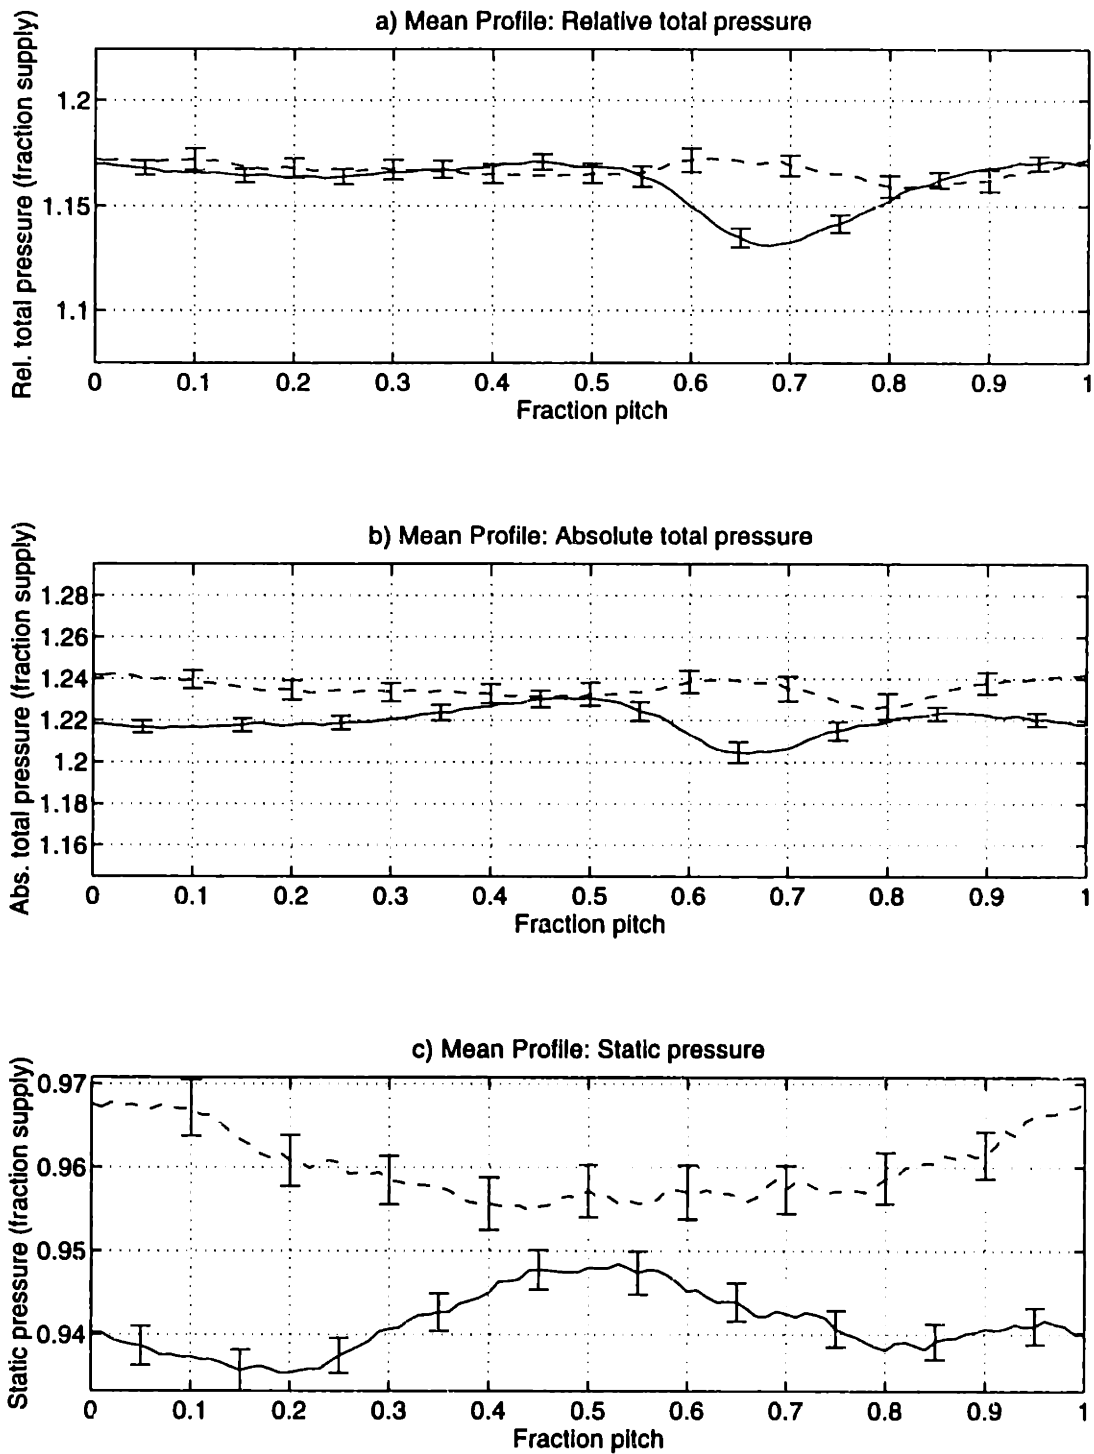 a) Mean Profile: Relative total pressure
Rel. total pressure (fraction supply)
1.2
1.15
1.1
0 0.1 0.2 0.3 0.4 0.5 0.6 0.7 0.8 0.9 1
Fraction pitch
b) Mean Profile: Absolute total pressure
Abs. total pressure (fraction supply)
1.28
1.26
1.24
1.22
1.2
1.18
1.16
0 0.1 0.2 0.3 0.4 0.5 0.6 0.7 0.8 0.9 1
Fraction pitch
c) Mean Profile: Static pressure
Static pressure (fraction supply)
0.97
0.96
0.95
0.94
0 0.1 0.2 0.3 0.4 0.5 0.6 0.7 0.8 0.9 1
Fraction pitch